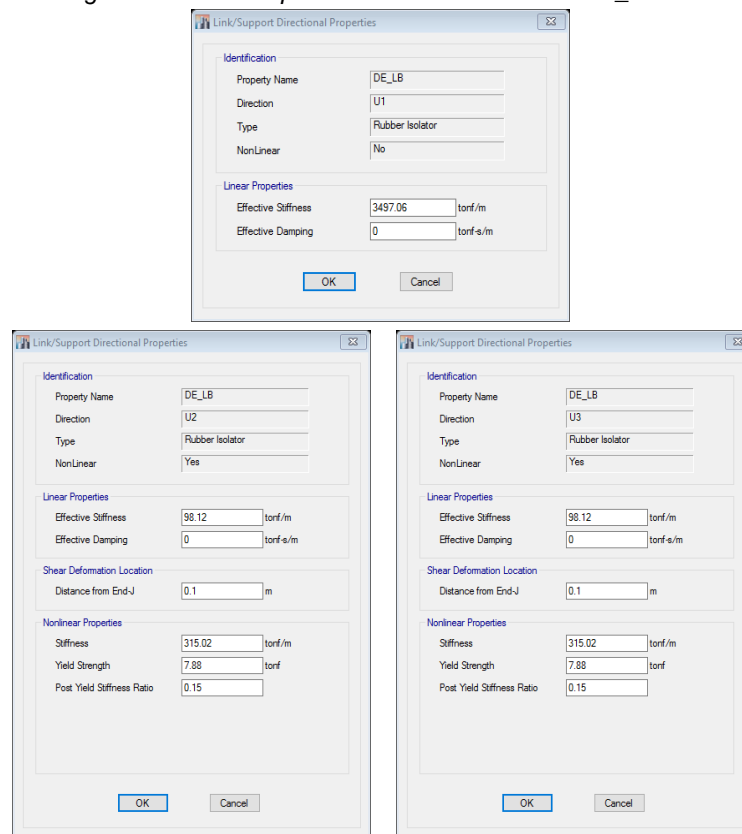 Link/Support Directional Properties
Identification
Property Name DE_LB
Direction U1
Type Rubber Isolator
NonLinear No
Linear Properties
Effective Stiffness 3497.06 tonf/m
Effective Damping 0 tonf-s/m
OK Cancel
Link/Support Directional Properties
Identification
Property Name DE_LB
Direction U2
Type Rubber Isolator
NonLinear Yes
Linear Properties
Effective Stiffness 98.12 tonf/m
Effective Damping 0 tonf-s/m
Shear Deformation Location
Distance from End-J 0.1 m
Nonlinear Properties
Stiffness 315.02 tonf/m
Yield Strength 7.88 tonf
Post Yield Stiffness Ratio 0.15
OK Cancel
Link/Support Directional Properties
Identification
Property Name DE_LB
Direction U3
Type Rubber Isolator
NonLinear Yes
Linear Properties
Effective Stiffness 98.12 tonf/m
Effective Damping 0 tonf-s/m
Shear Deformation Location
Distance from End-J 0.1 m
Nonlinear Properties
Stiffness 315.02 tonf/m
Yield Strength 7.88 tonf
Post Yield Stiffness Ratio 0.15
OK Cancel